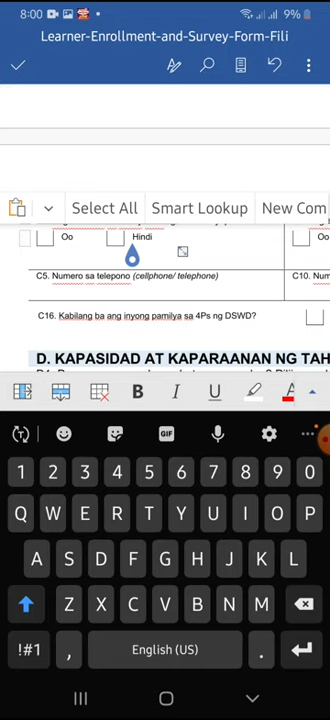 8:00 9%
Learner-Enrollment-and-Survey-Form-Fili
Select All Smart Lookup New Com
Oo Hindi Oo
C5. Numero sa telepono (cellphone/ telephone) C10. Num
C16. Kabilang ba ang inyong pamilya sa 4Ps ng DSWD?
D. KAPASIDAD AT KAPARAANAN NG TAH
B I U A
GIF
1 2 3 4 5 6 7 8 9 0
Q W E R T Y U I O P
A S D F G H J K L
Z X C V B N M
!#1 , English (US) .